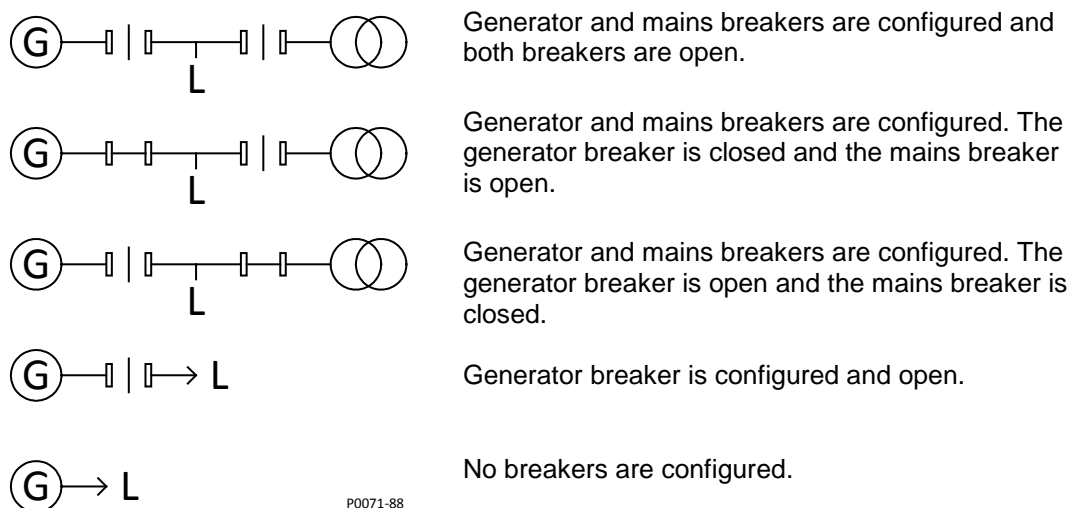 G
L
Generator and mains breakers are configured and
both breakers are open.
G
L
Generator and mains breakers are configured. The
generator breaker is closed and the mains breaker
is open.
G
L
Generator and mains breakers are configured. The
generator breaker is open and the mains breaker is
closed.
G L
Generator breaker is configured and open.
G L
No breakers are configured.
P0071-88